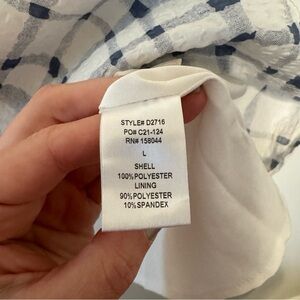 STYLE# D2716
PO# C21-124
RN# 158044
L
SHELL
100%POLYESTER
LINING
90%POLYESTER
10%SPANDEX